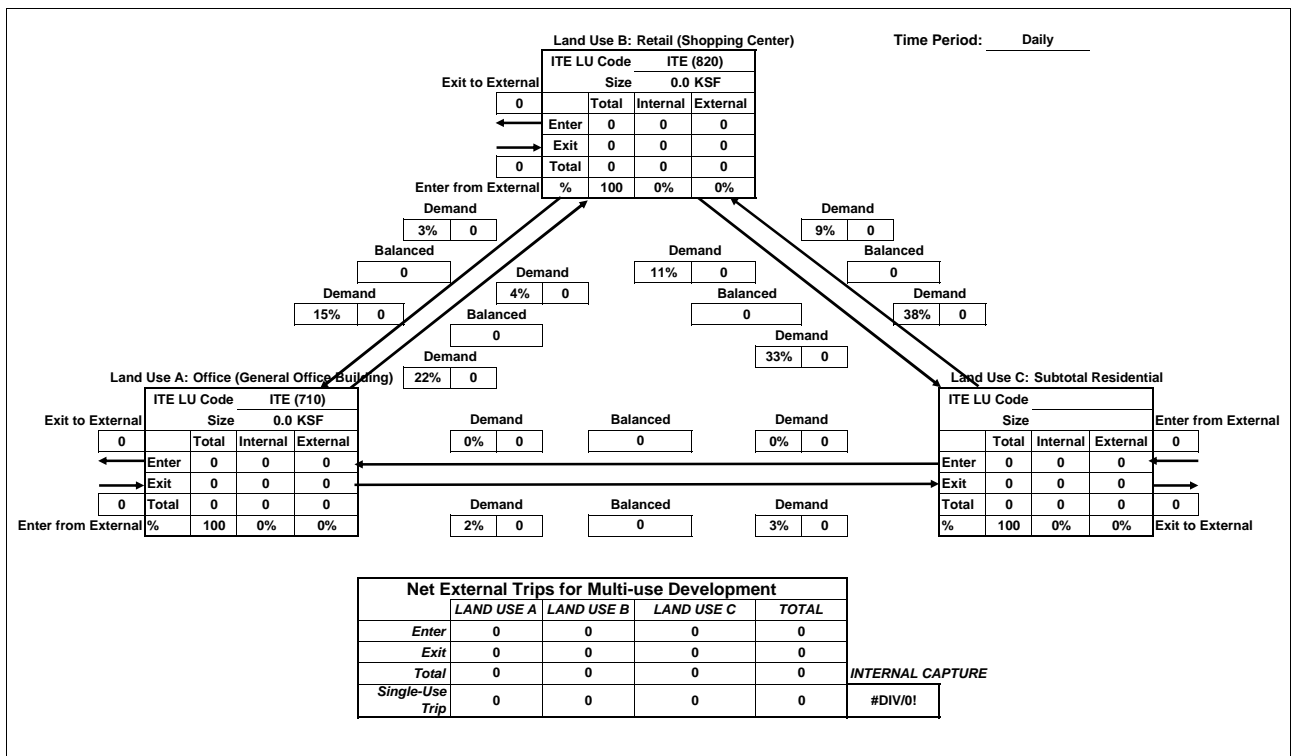 Land Use B: Retail (Shopping Center)
Time Period: Daily
ITE LU Code ITE (820)
Exit to External Size 0.0 KSF
0 Total Internal External
Enter 0 0 0
Exit 0 0 0
0 Total 0 0 0
Enter from External % 100 0% 0%
Demand Demand
3% 0 9% 0
Balanced Demand Balanced
0 Demand 11% 0 0
Demand 4% 0 Balanced Demand
15% 0 Balanced 0 38% 0
0 Demand
Demand 33% 0
Land Use A: Office (General Office Building) 22% 0 Land Use C: Subtotal Residential
ITE LU Code ITE (710) ITE LU Code
Exit to External Size 0.0 KSF Demand Balanced Demand Size Enter from External
0 Total Internal External 0% 0 0 0% 0 Total Internal External 0
Enter 0 0 0 Enter 0 0 0
Exit 0 0 0 Exit 0 0 0
0 Total 0 0 0 Demand Balanced Demand Total 0 0 0 0
Enter from External % 100 0% 0% 2% 0 0 3% 0 % 100 0% 0% Exit to External
Net External Trips for Multi-use Development
LAND USE A LAND USE B LAND USE C TOTAL
Enter 0 0 0 0
Exit 0 0 0 0
Total 0 0 0 0 INTERNAL CAPTURE
Single-Use
Trip 0 0 0 0 #DIV/0!